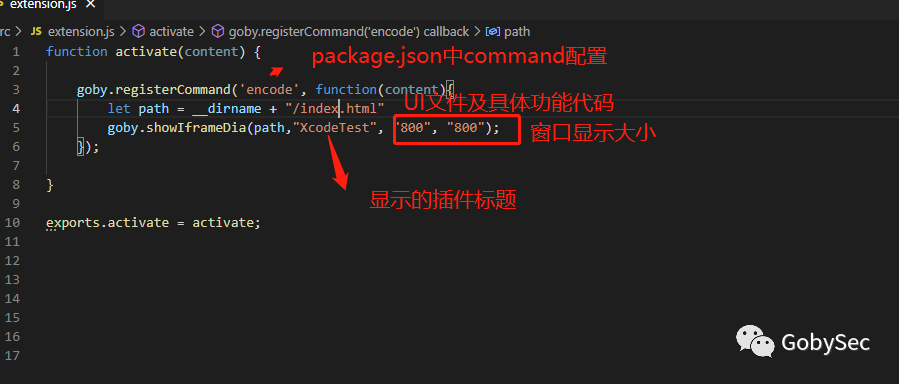 extension.js ×
rc > JS extension.js > activate > goby.registerCommand('encode') callback > path
1 function activate(content) {
package.json中command配置
2
3 goby.registerCommand('encode', function(content){
4 let path = __dirname + "/index.html"
UI文件及具体功能代码
5 goby.showIframeDia(path,"XcodeTest", "800", "800");
窗口显示大小
6 });
7
8 }
显示的插件标题
9
10 exports.activate = activate;
11
12
13
14
15
16
17
GobySec